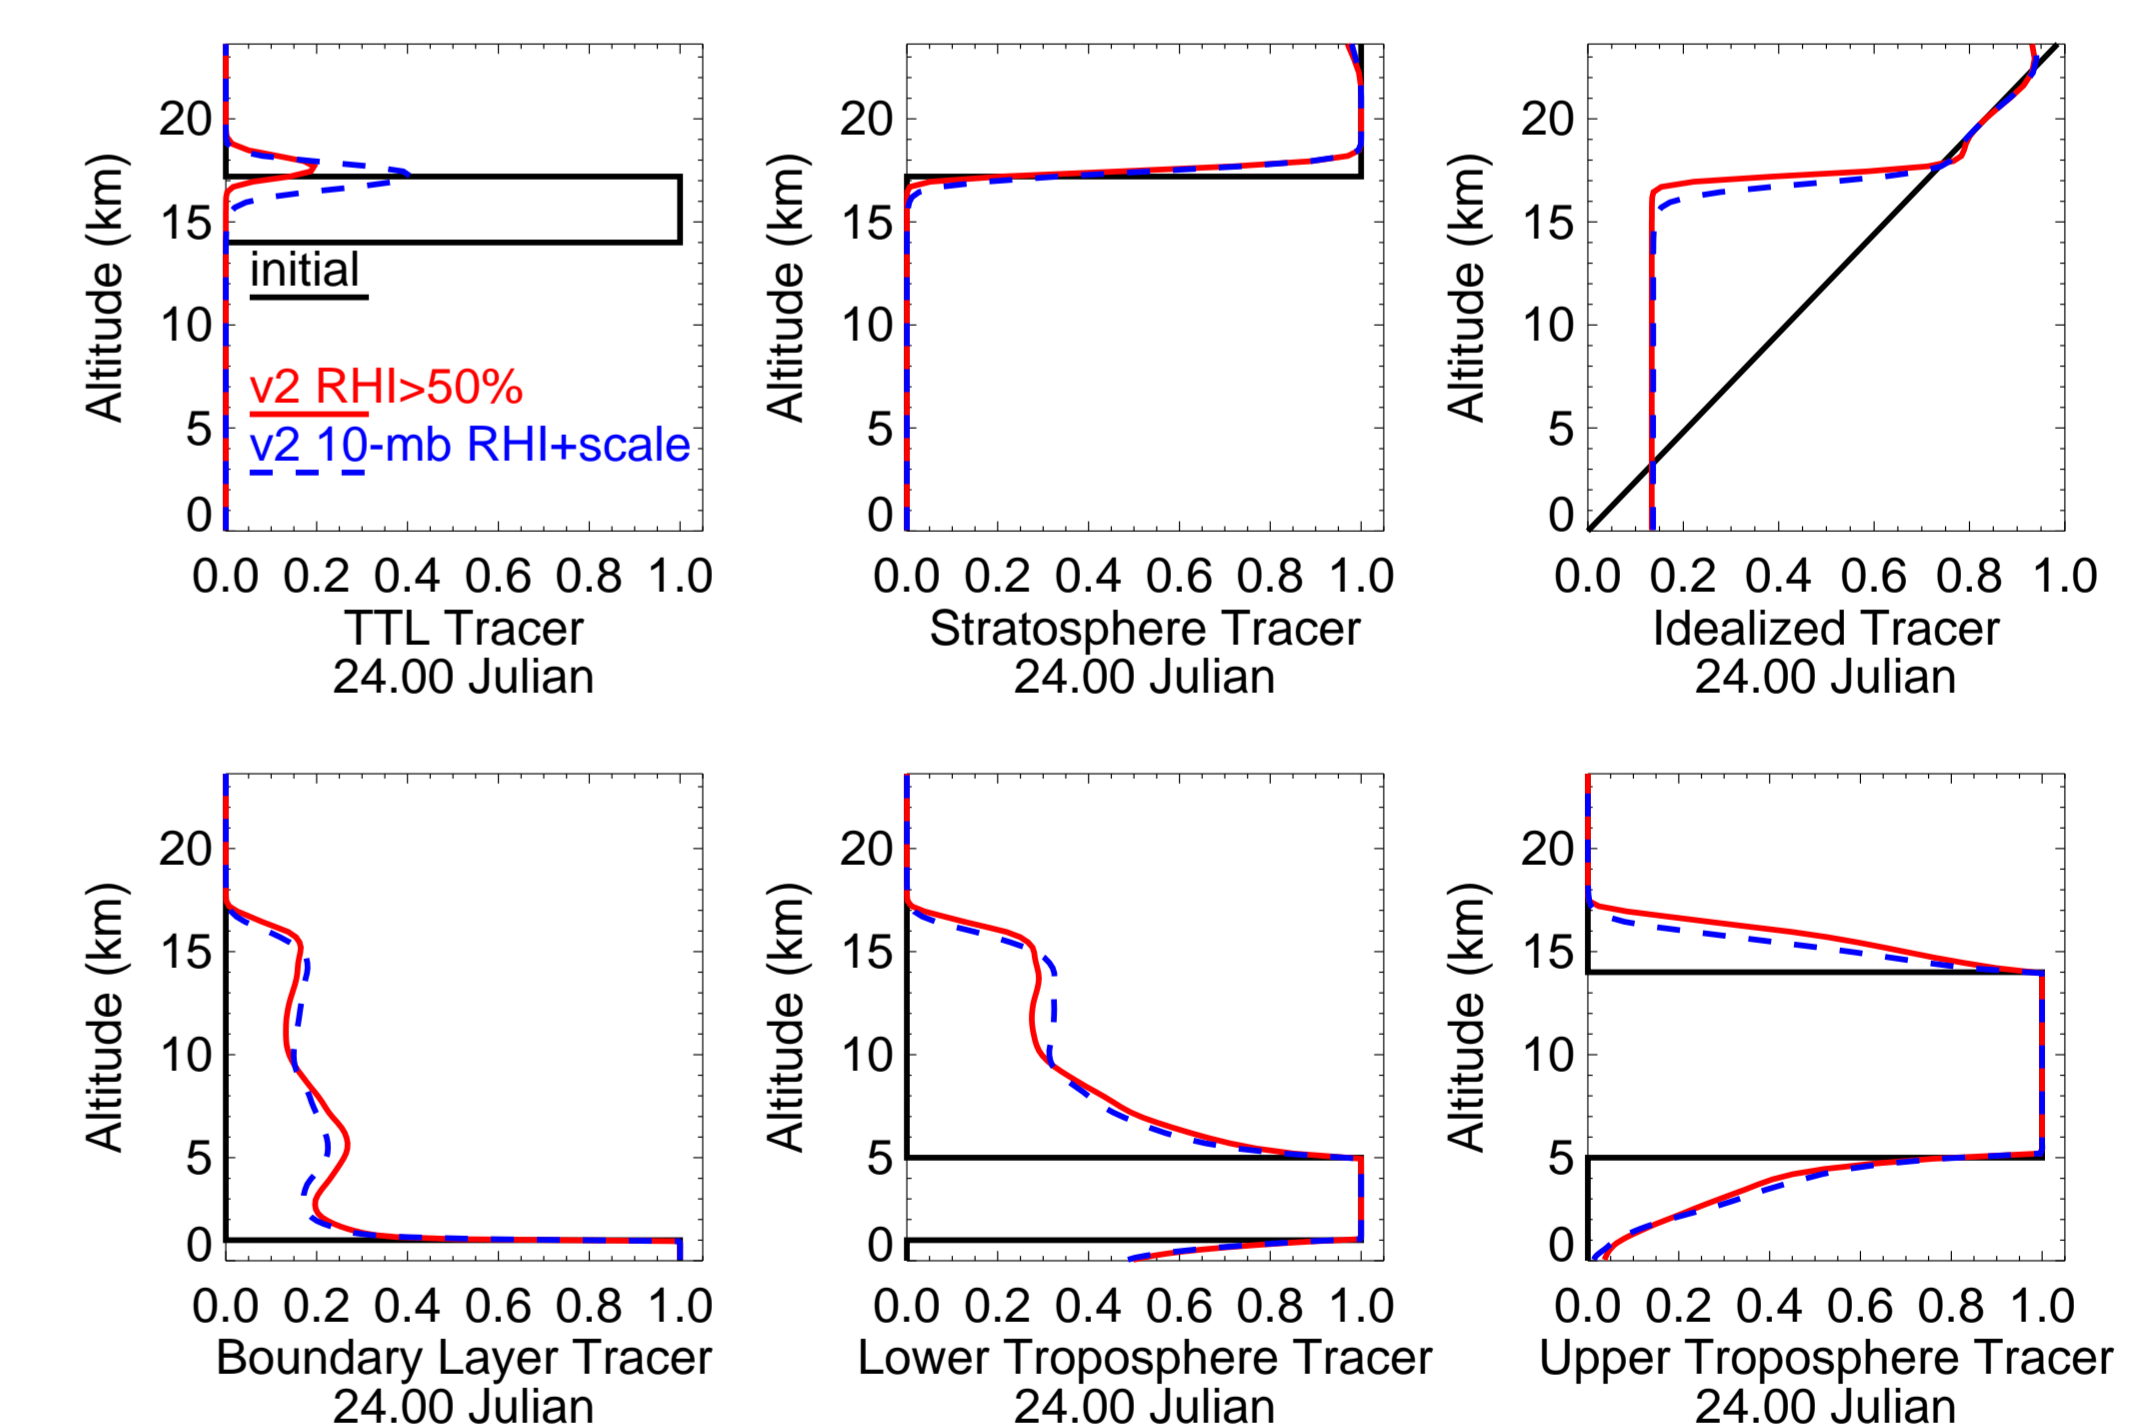 20
15
10
5
0
Altitude (km)
initial
v2 RHI>50%
v2 10-mb RHI+scale
0.0 0.2 0.4 0.6 0.8 1.0
TTL Tracer
24.00 Julian
20
15
10
5
0
Altitude (km)
0.0 0.2 0.4 0.6 0.8 1.0
Stratosphere Tracer
24.00 Julian
20
15
10
5
0
Altitude (km)
0.0 0.2 0.4 0.6 0.8 1.0
Idealized Tracer
24.00 Julian
20
15
10
5
0
Altitude (km)
0.0 0.2 0.4 0.6 0.8 1.0
Boundary Layer Tracer
24.00 Julian
20
15
10
5
0
Altitude (km)
0.0 0.2 0.4 0.6 0.8 1.0
Lower Troposphere Tracer
24.00 Julian
20
15
10
5
0
Altitude (km)
0.0 0.2 0.4 0.6 0.8 1.0
Upper Troposphere Tracer
24.00 Julian